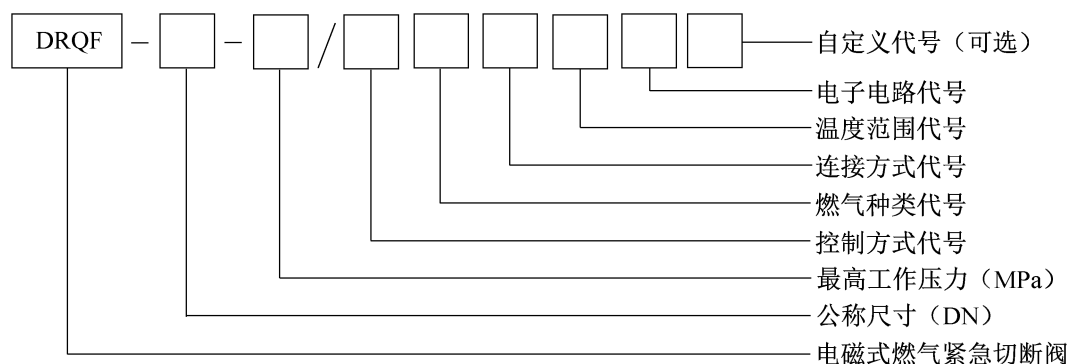 DRQF – – /
自定义代号（可选）
电子电路代号
温度范围代号
连接方式代号
燃气种类代号
控制方式代号
最高工作压力（MPa）
公称尺寸（DN）
电磁式燃气紧急切断阀